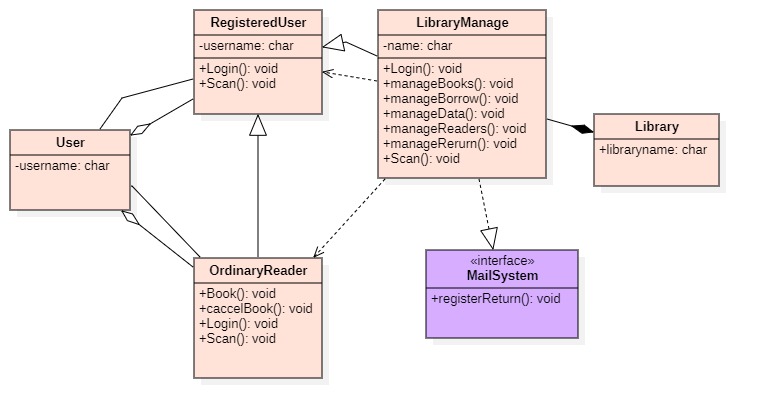 RegisteredUser
-username: char
+Login(): void
+Scan(): void
LibraryManage
-name: char
+Login(): void
+manageBooks(): void
+manageBorrow(): void
+manageData(): void
+manageReaders(): void
+manageRerurn(): void
+Scan(): void
Library
+libraryname: char
User
-username: char
OrdinaryReader
+Book(): void
+caccelBook(): void
+Login(): void
+Scan(): void
«interface»
MailSystem
+registerReturn(): void